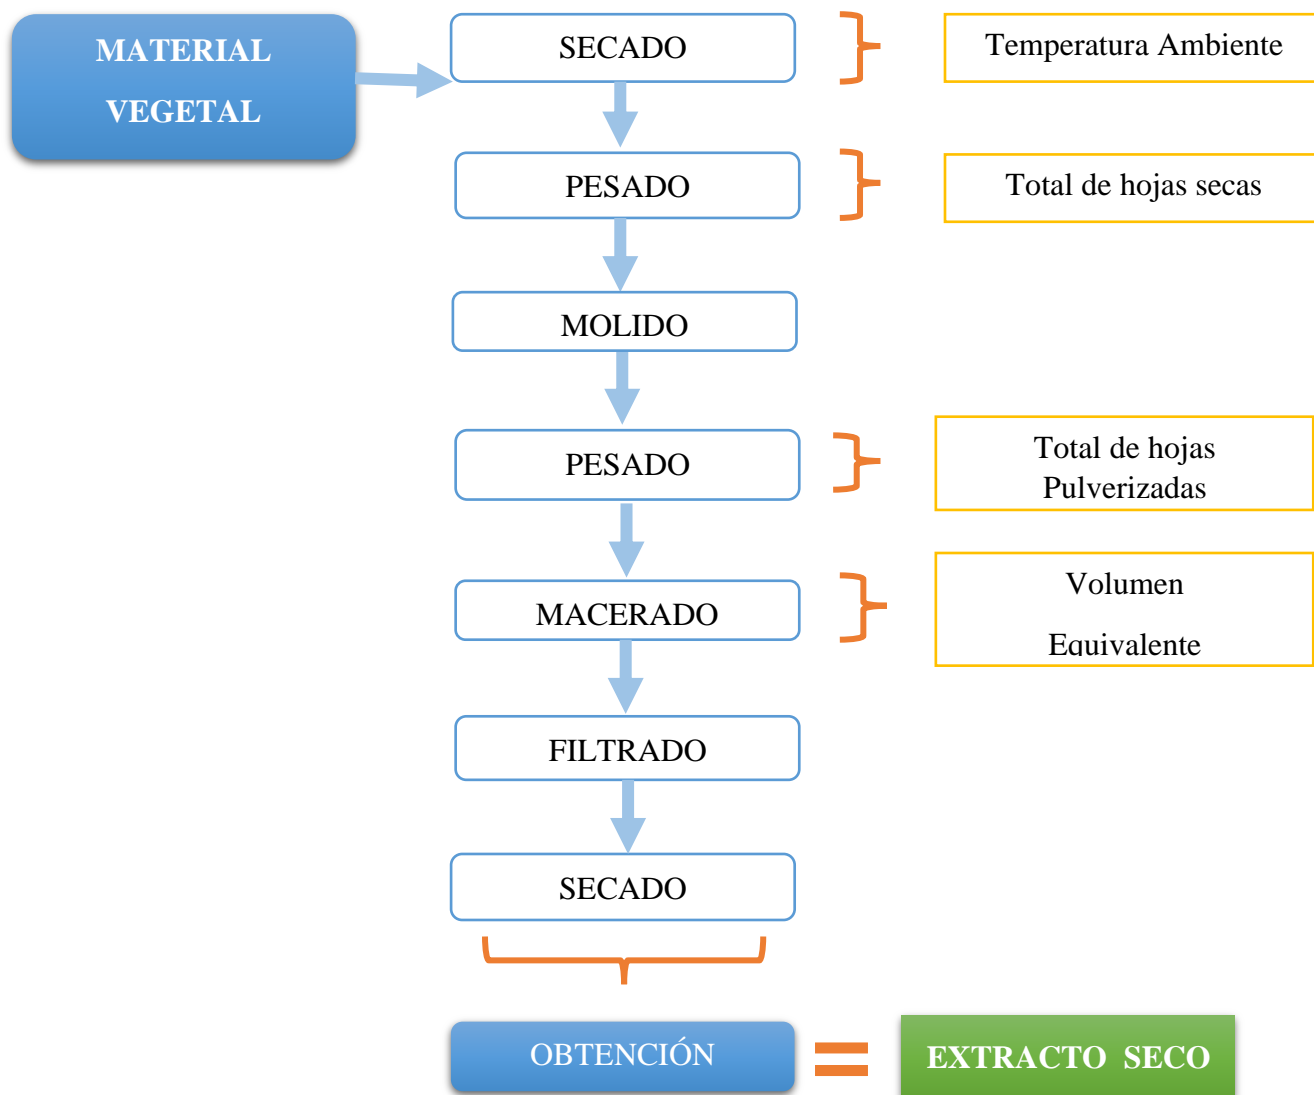 MATERIAL
VEGETAL
SECADO
Temperatura Ambiente
PESADO
Total de hojas secas
MOLIDO
PESADO
Total de hojas
Pulverizadas
MACERADO
Volumen
Equivalente
FILTRADO
SECADO
OBTENCIÓN
EXTRACTO SECO